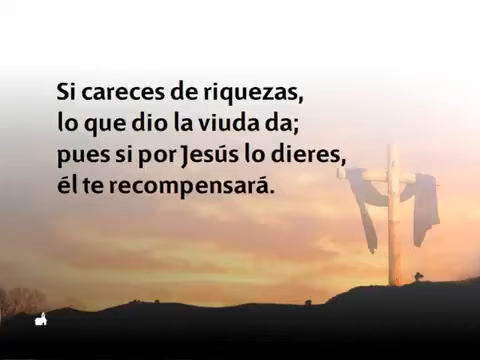 Si careces de riquezas,
lo que dio la viuda da;
pues si por Jesús lo dieres,
él te recompensará.